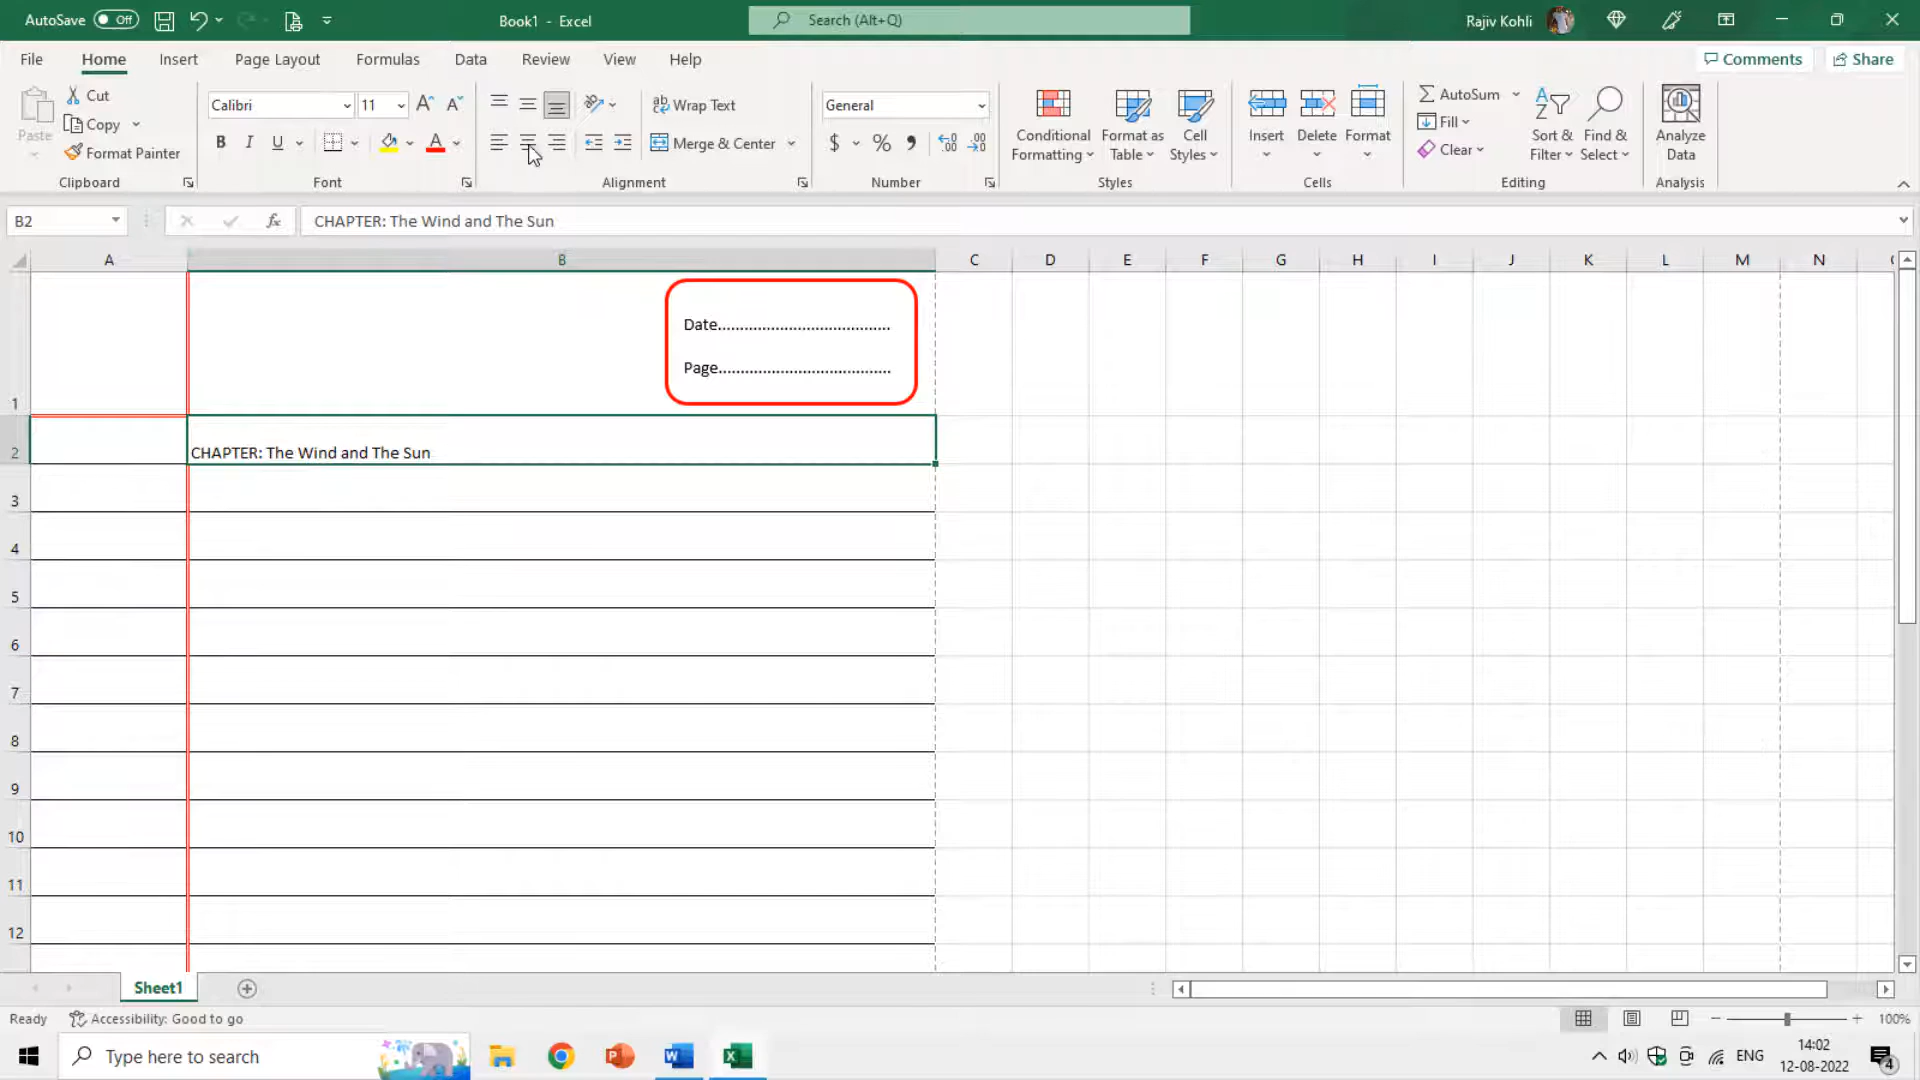 AutoSave Off Book1 - Excel Search (Alt+Q) Rajiv Kohli
File Home Insert Page Layout Formulas Data Review View Help Comments Share
Paste Cut Copy Format Painter
Calibri 11 B I U A
Wrap Text Merge & Center
General $ % ,
Conditional Formatting Format as Table Cell Styles
Insert Delete Format
AutoSum Fill Clear Sort & Filter Find & Select Analyze Data
Clipboard Font Alignment Number Styles Cells Editing Analysis
B2 fx CHAPTER: The Wind and The Sun
A B C D E F G H I J K L M N
Date.......................................
Page.......................................
1
2 CHAPTER: The Wind and The Sun
3
4
5
6
7
8
9
10
11
12
Sheet1
Ready Accessibility: Good to go 100%
Type here to search ENG 14:02
12-08-2022 4